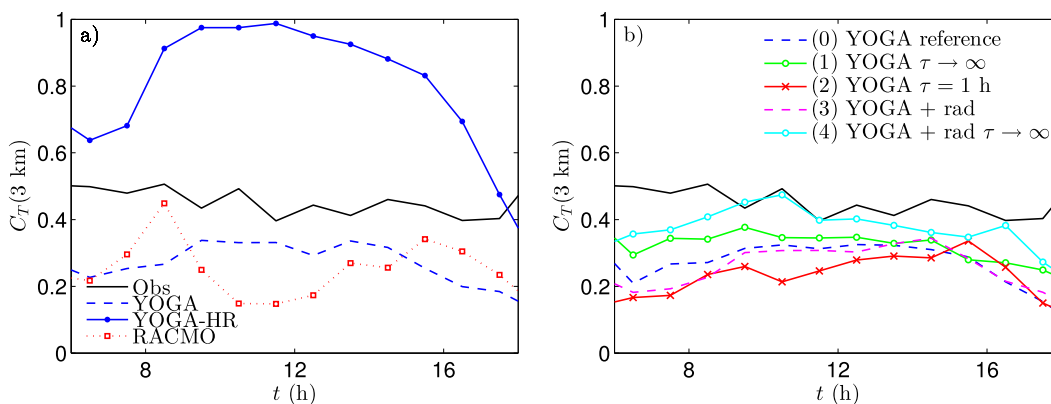 a)
1
0.8
0.6
0.4
0.2
0
C_T(3 km)
Obs
YOGA
YOGA-HR
RACMO
8 12 16
t (h)
b)
1
0.8
0.6
0.4
0.2
0
C_T(3 km)
(0) YOGA reference
(1) YOGA τ → ∞
(2) YOGA τ = 1 h
(3) YOGA + rad
(4) YOGA + rad τ → ∞
8 12 16
t (h)